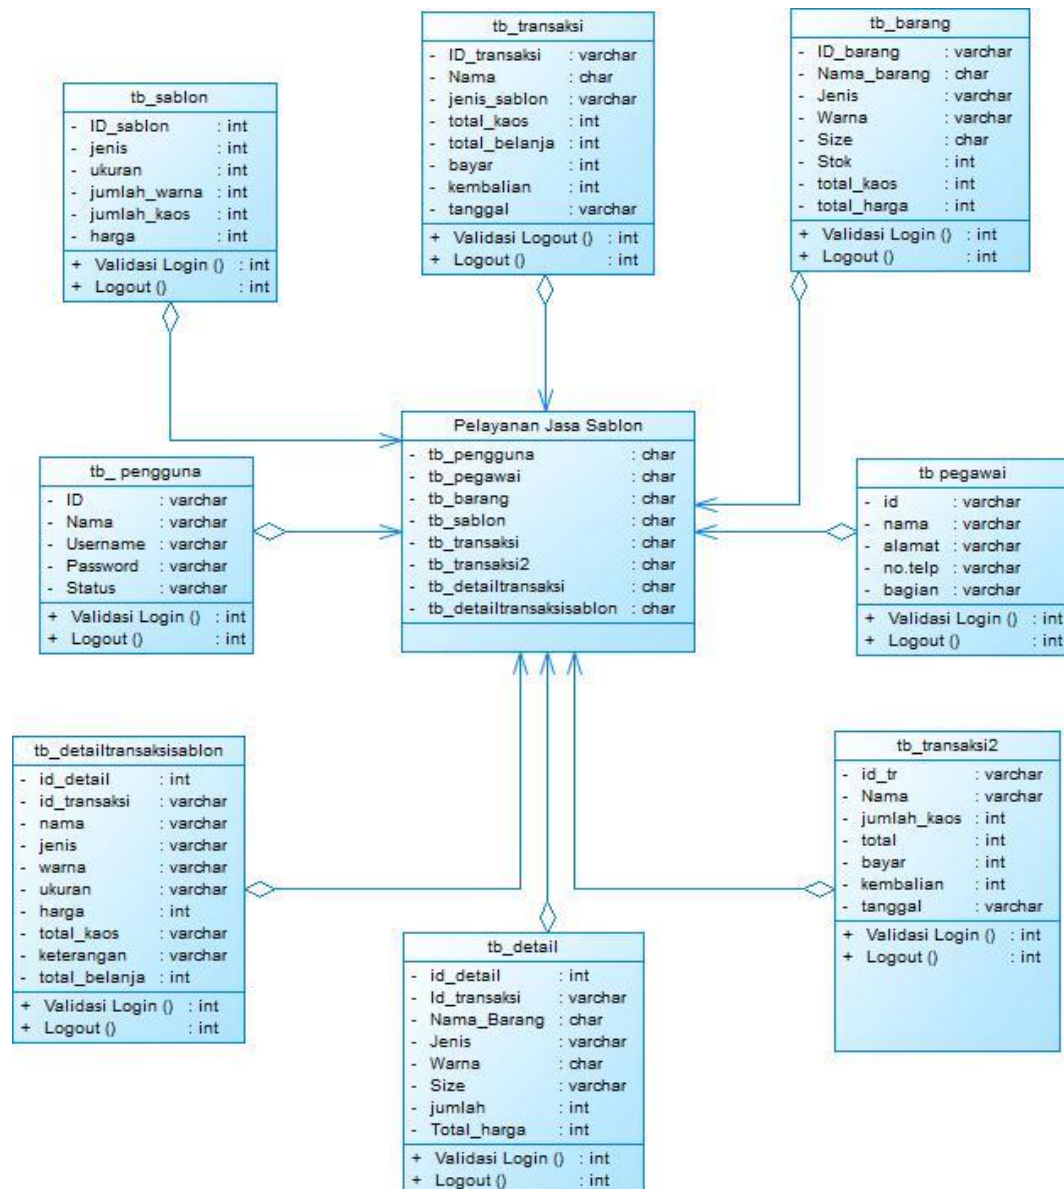 tb_transaksi
- ID_transaksi : varchar
- Nama : char
- jenis_sablon : varchar
- total_kaos : int
- total_belanja : int
- bayar : int
- kembalian : int
- tanggal : varchar
+ Validasi Logout () : int
+ Logout () : int
tb_barang
- ID_barang : varchar
- Nama_barang : char
- Jenis : varchar
- Warna : varchar
- Size : char
- Stok : int
- total_kaos : int
- total_harga : int
+ Validasi Login () : int
+ Logout () : int
tb_sablon
- ID_sablon : int
- jenis : int
- ukuran : int
- jumlah_warna : int
- jumlah_kaos : int
- harga : int
+ Validasi Login () : int
+ Logout () : int
Pelayanan Jasa Sablon
- tb_pengguna : char
- tb_pegawai : char
- tb_barang : char
- tb_sablon : char
- tb_transaksi : char
- tb_transaksi2 : char
- tb_detailtransaksi : char
- tb_detailtransaksisablon : char
tb_ pengguna
- ID : varchar
- Nama : varchar
- Username : varchar
- Password : varchar
- Status : varchar
+ Validasi Login () : int
+ Logout () : int
tb pegawai
- id : varchar
- nama : varchar
- alamat : varchar
- no.telp : varchar
- bagian : varchar
+ Validasi Login () : int
+ Logout () : int
tb_detailtransaksisablon
- id_detail : int
- id_transaksi : varchar
- nama : varchar
- jenis : varchar
- warna : varchar
- ukuran : varchar
- harga : int
- total_kaos : varchar
- keterangan : varchar
- total_belanja : int
+ Validasi Login () : int
+ Logout () : int
tb_transaksi2
- id_tr : varchar
- Nama : varchar
- jumlah_kaos : int
- total : int
- bayar : int
- kembalian : int
- tanggal : varchar
+ Validasi Login () : int
+ Logout () : int
tb_detail
- id_detail : int
- Id_transaksi : varchar
- Nama_Barang : char
- Jenis : varchar
- Warna : char
- Size : varchar
- jumlah : int
- Total_harga : int
+ Validasi Login () : int
+ Logout () : int